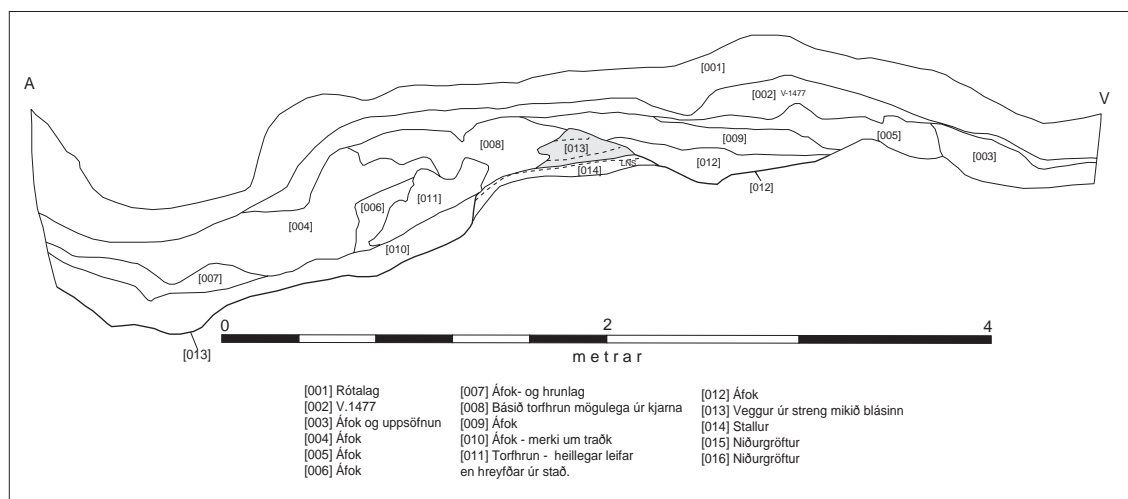 A
V
[001]
[002] V-1477
[005]
[009]
[003]
[008]
[013]
LNS
[012]
[014]
[012]
[011]
[006]
[004]
[010]
[007]
[013]
0 2 4
metrar
[001] Rótalag
[002] V.1477
[003] Áfok og uppsöfnun
[004] Áfok
[005] Áfok
[006] Áfok
[007] Áfok- og hrunlag
[008] Básið torfhrun mögulega úr kjarna
[009] Áfok
[010] Áfok - merki um traðk
[011] Torfhrun - heillegar leifar
en hreyfðar úr stað.
[012] Áfok
[013] Veggur úr streng mikið blásinn
[014] Stallur
[015] Niðurgröftur
[016] Niðurgröftur